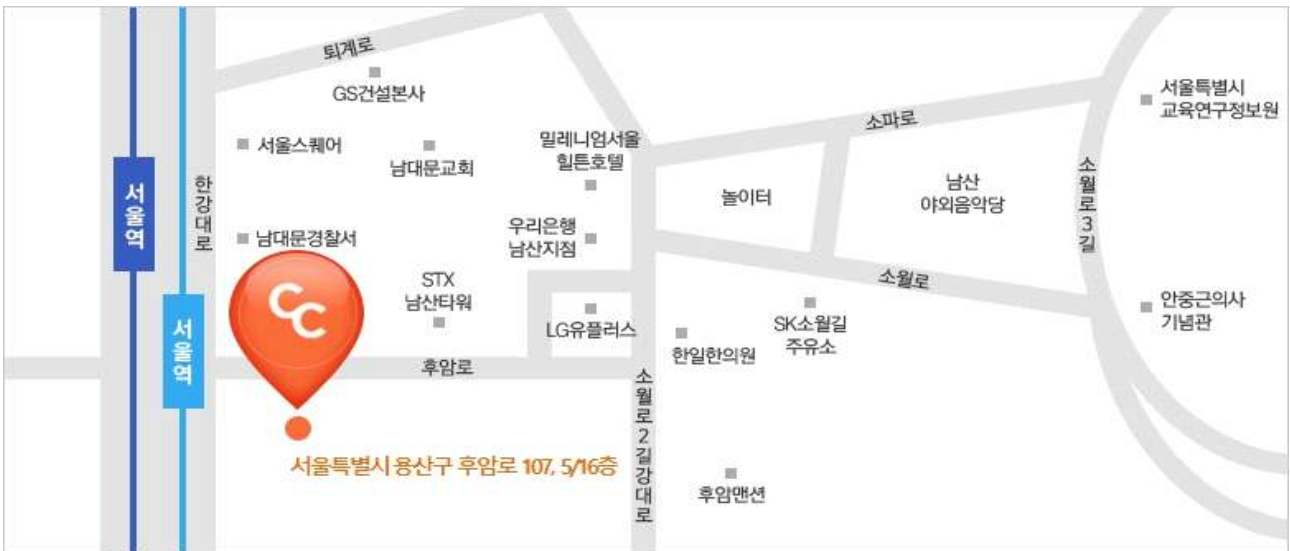 퇴계로
GS건설본사
서울스퀘어
남대문교회
밀레니엄서울
힐튼호텔
소파로
서울특별시
교육연구정보원
서울역
한강대로
놀이터
남산
야외음악당
소월로3길
남대문경찰서
우리은행
남산지점
CC
STX
남산타워
소월로
서울역
LG유플러스
SK소월길
주유소
안중근의사
기념관
한일한의원
후암로
소월로2길강대로
서울특별시 용산구 후암로 107, 5/16층
후암맨션